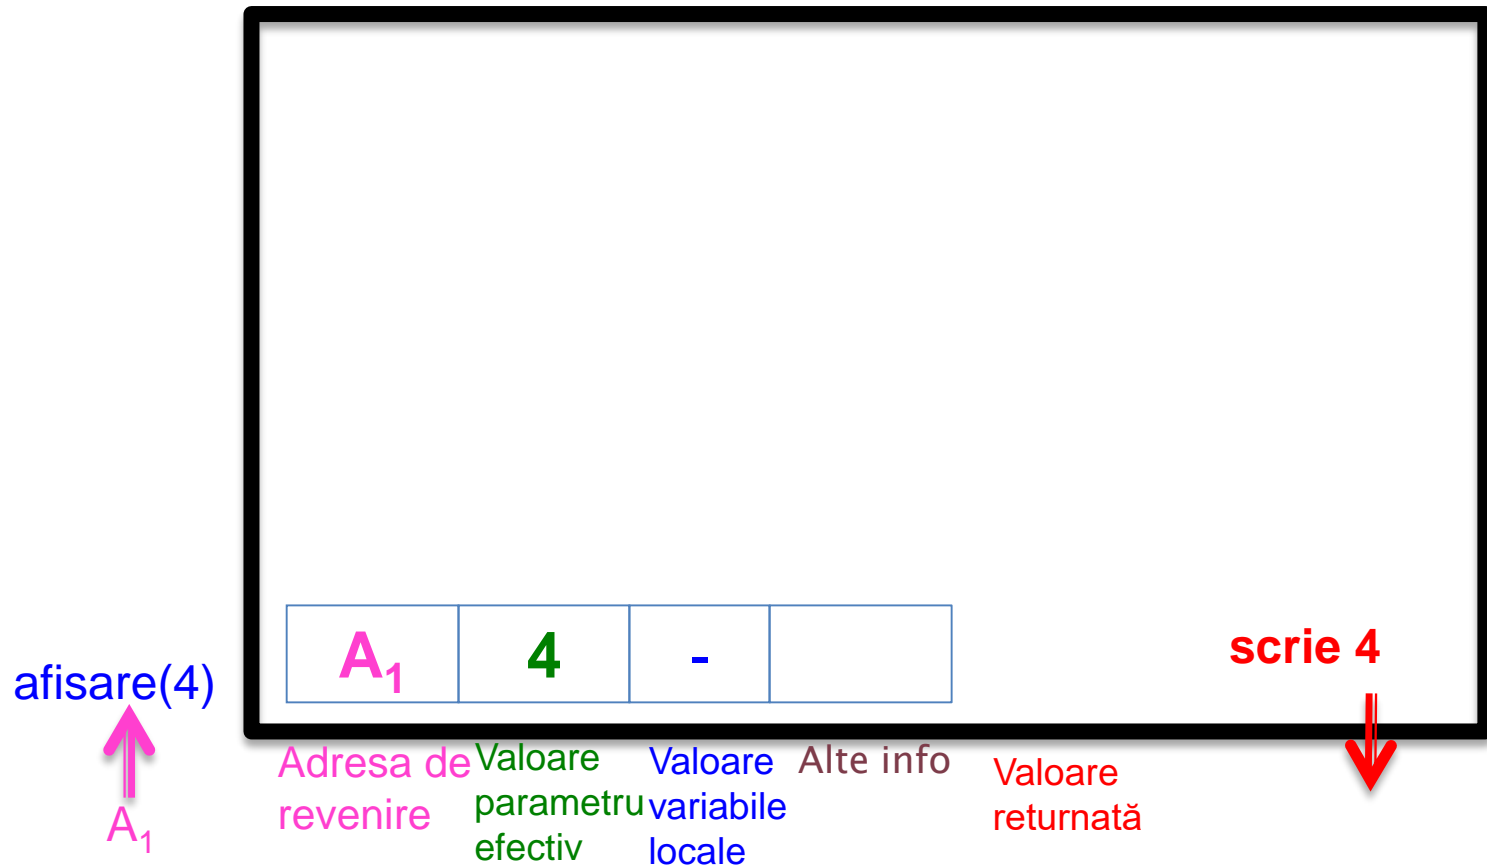 A₁ 4 - scrie 4
afisare(4)
A₁
Adresa de
revenire
Valoare
parametru
efectiv
Valoare
variabile
locale
Alte info
Valoare
returnată